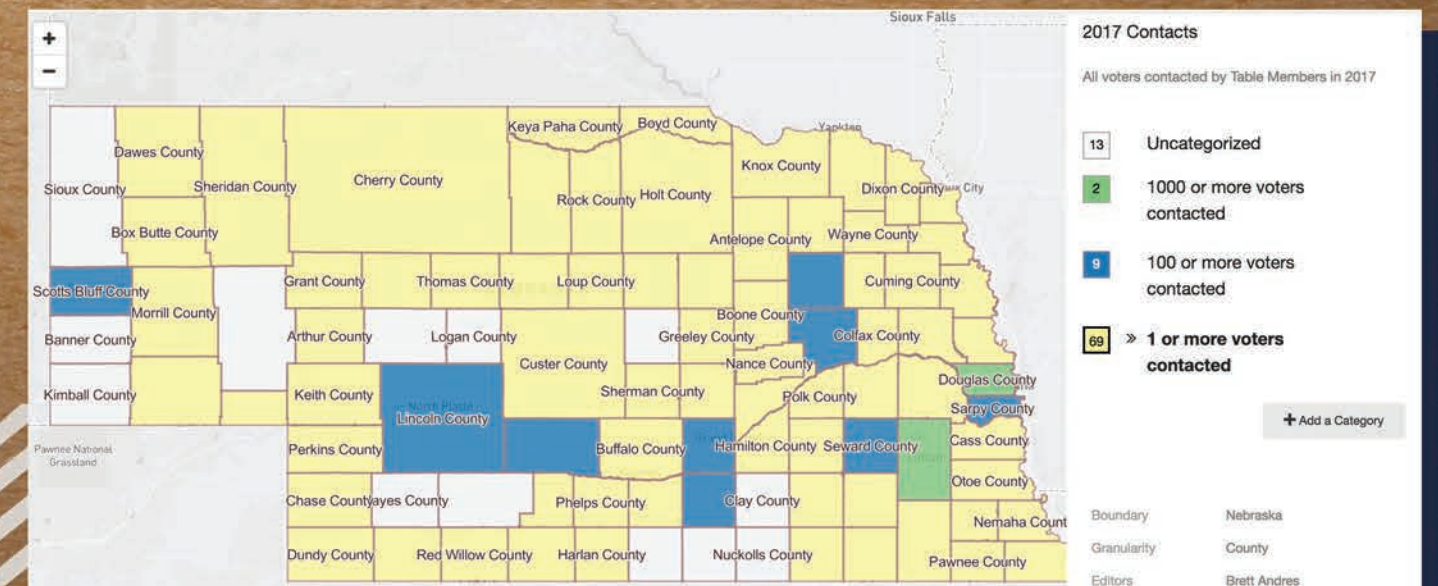 Sioux Falls
+
−
Yankton
Keya Paha County
Boyd County
Dawes County
Knox County
Sioux County
Sheridan County
Cherry County
Rock County
Holt County
Dixon County
City
Box Butte County
Antelope County
Wayne County
Scotts Bluff County
Grant County
Thomas County
Loup County
Cuming County
Morrill County
Boone County
Banner County
Arthur County
Logan County
Greeley County
Colfax County
Custer County
Nance County
Kimball County
Keith County
Sherman County
Douglas County
Polk County
North Platte
Lincoln County
Sarpy County
Pawnee National
Grassland
Perkins County
Buffalo County
Hamilton County
Seward County
Cass County
Otoe County
Chase County
ayes County
Phelps County
Clay County
Nemaha Count
Dundy County
Red Willow County
Harlan County
Nuckolls County
Pawnee County
2017 Contacts
All voters contacted by Table Members in 2017
13 Uncategorized
2 1000 or more voters
contacted
9 100 or more voters
contacted
69 » 1 or more voters
contacted
+ Add a Category
Boundary Nebraska
Granularity County
Editors Brett Andres